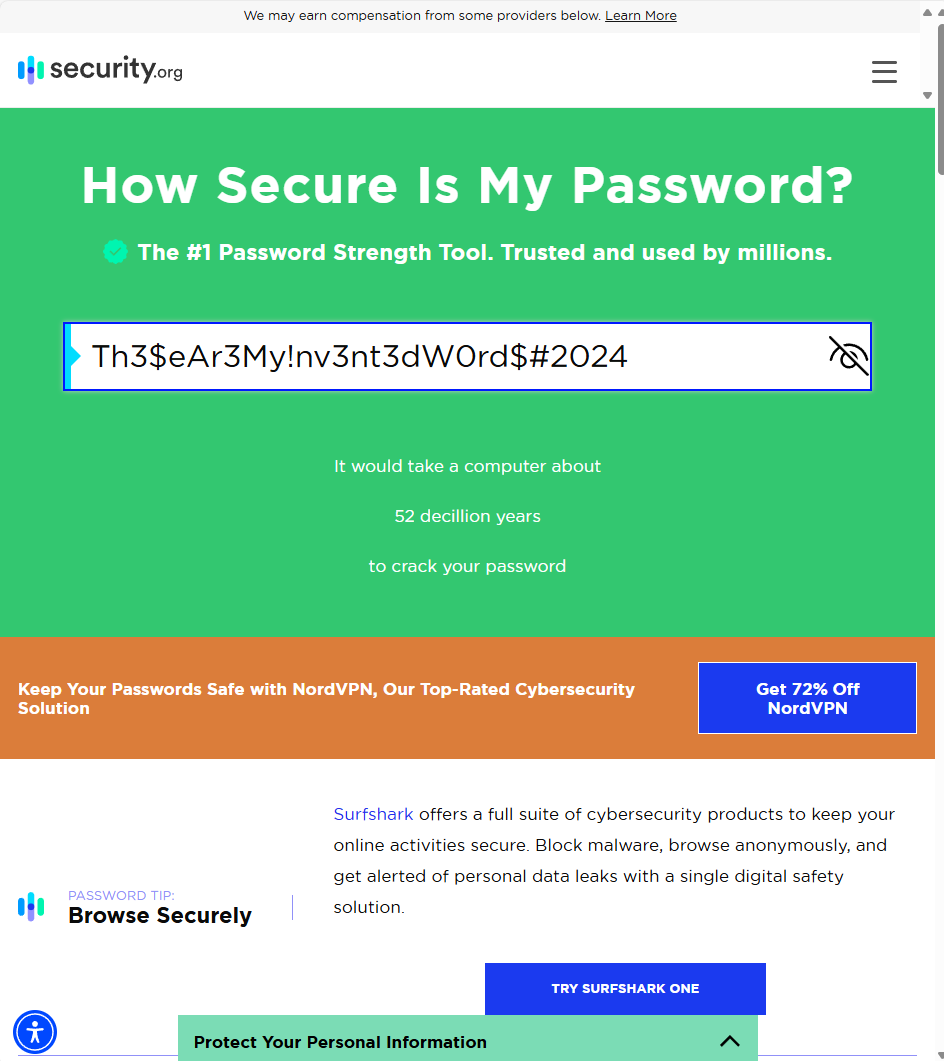 We may earn compensation from some providers below. Learn More
security.org
How Secure Is My Password?
The #1 Password Strength Tool. Trusted and used by millions.
Th3$eAr3My!nv3nt3dW0rd$#2024
It would take a computer about
52 decillion years
to crack your password
Keep Your Passwords Safe with NordVPN, Our Top-Rated Cybersecurity
Solution
Get 72% Off
NordVPN
PASSWORD TIP:
Browse Securely
Surfshark offers a full suite of cybersecurity products to keep your
online activities secure. Block malware, browse anonymously, and
get alerted of personal data leaks with a single digital safety
solution.
TRY SURFSHARK ONE
Protect Your Personal Information